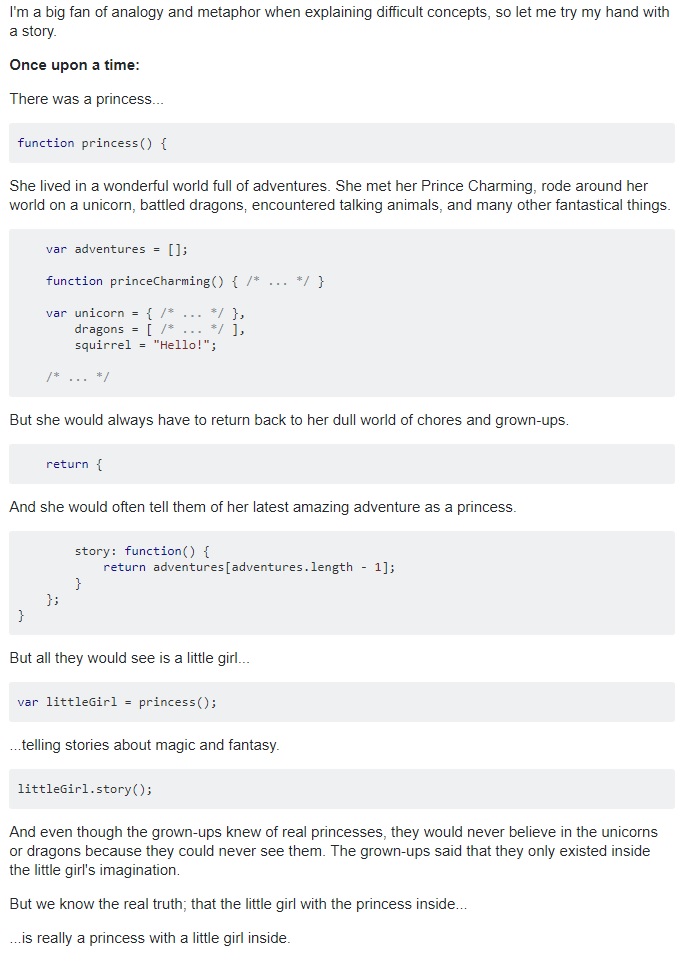 I'm a big fan of analogy and metaphor when explaining difficult concepts, so let me try my hand with
a story.
Once upon a time:
There was a princess...
function princess() {
She lived in a wonderful world full of adventures. She met her Prince Charming, rode around her
world on a unicorn, battled dragons, encountered talking animals, and many other fantastical things.
    var adventures = [];
    function princeCharming() { /* ... */ }
    var unicorn = { /* ... */ },
        dragons = [ /* ... */ ],
        squirrel = "Hello!";
    /* ... */
But she would always have to return back to her dull world of chores and grown-ups.
    return {
And she would often tell them of her latest amazing adventure as a princess.
        story: function() {
            return adventures[adventures.length - 1];
        }
    };
}
But all they would see is a little girl...
var littleGirl = princess();
...telling stories about magic and fantasy.
littleGirl.story();
And even though the grown-ups knew of real princesses, they would never believe in the unicorns
or dragons because they could never see them. The grown-ups said that they only existed inside
the little girl's imagination.
But we know the real truth; that the little girl with the princess inside...
...is really a princess with a little girl inside.